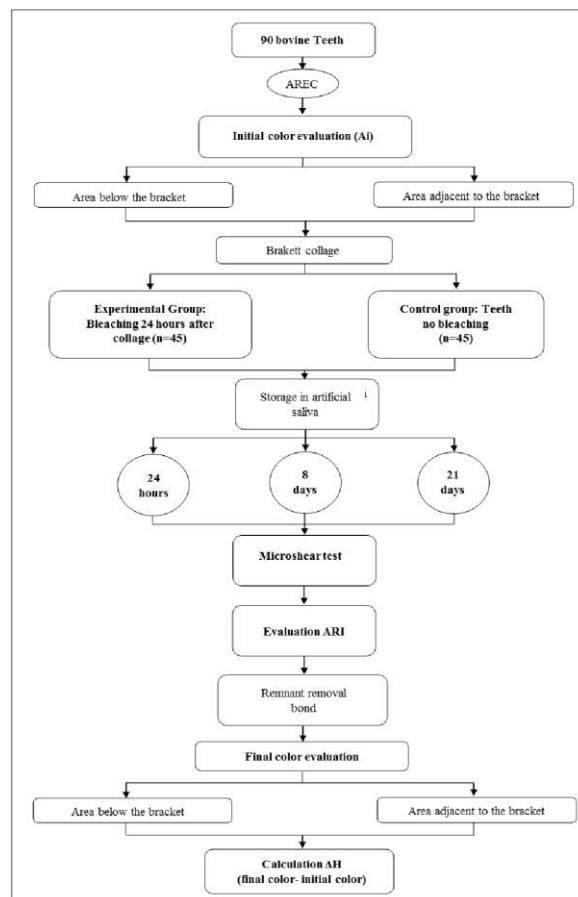 90 bovine Teeth
AREC
Initial color evaluation (Ai)
Area below the bracket
Area adjacent to the bracket
Brakett collage
Experimental Group:
Bleaching 24 hours after
collage (n=45)
Control group: Teeth
no bleaching
(n=45)
Storage in artificial
saliva
24
hours
8
days
21
days
Microshear test
Evaluation ARI
Remnant removal
bond
Final color evaluation
Area below the bracket
Area adjacent to the bracket
Calculation ΔH
(final color- initial color)